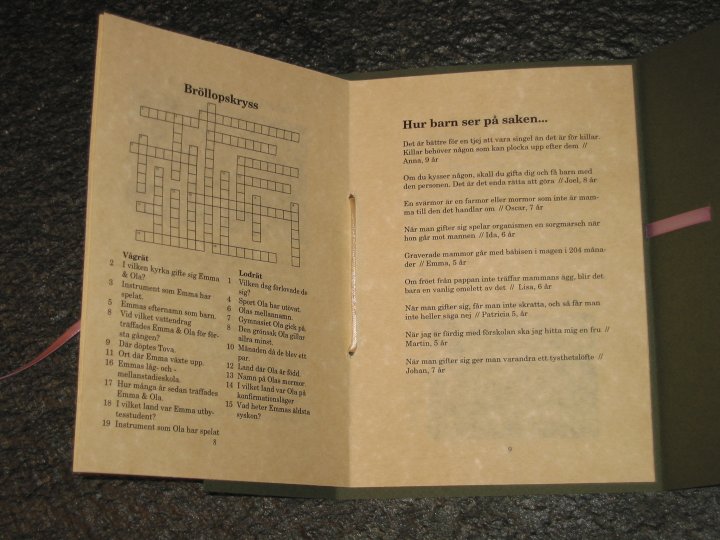 Bröllopskryss
Vågrät
2 I vilken kyrka gifte sig Emma
& Ola?
3 Instrument som Emma har
spelat.
5 Emmas efternamn som barn.
8 Vid vilket vattendrag
träffades Emma & Ola för för-
sta gången?
9 Där döptes Tova.
11 Ort där Emma växte upp.
16 Emmas låg- och -
mellanstadieskola.
17 Hur många år sedan träffades
Emma & Ola.
18 I vilket land var Emma utby-
tesstudent?
19 Instrument som Ola har spelat
Lodrät
1 Vilken dag förlovade de
sig?
4 Sport Ola har utövat.
6 Olas mellannamn.
7 Gymnasiet Ola gick på.
8 Den grönsak Ola gillar
allra minst.
10 Månaden då de blev ett
par.
12 Land där Ola är född.
13 Namn på Olas mormor.
14 I vilket land var Ola på
konfirmationsläger
15 Vad heter Emmas äldsta
syskon?
8
Hur barn ser på saken...
Det är bättre för en tjej att vara singel än det är för killar.
Killar behöver någon som kan plocka upp efter dem //
Anna, 9 år
Om du kysser någon, skall du gifta dig och få barn med
den personen. Det är det enda rätta att göra // Joel, 8 år
En svärmor är en farmor eller mormor som inte är mam-
ma till den det handlar om // Oscar, 7 år
När man gifter sig spelar organismen en sorgmarsch när
hon går mot mannen // Ida, 6 år
Graverade mammor går med bäbisen i magen i 204 måna-
der // Emma, 5 år
Om fröet från pappan inte träffar mammans ägg, blir det
bara en vanlig omelett av det // Lisa, 6 år
När man gifter sig, får man inte skratta, och så får man
inte heller säga nej // Patricia 5, år
När jag är färdig med förskolan ska jag hitta mig en fru //
Martin, 5 år
När man gifter sig ger man varandra ett tysthetslöfte //
Johan, 7 år
9